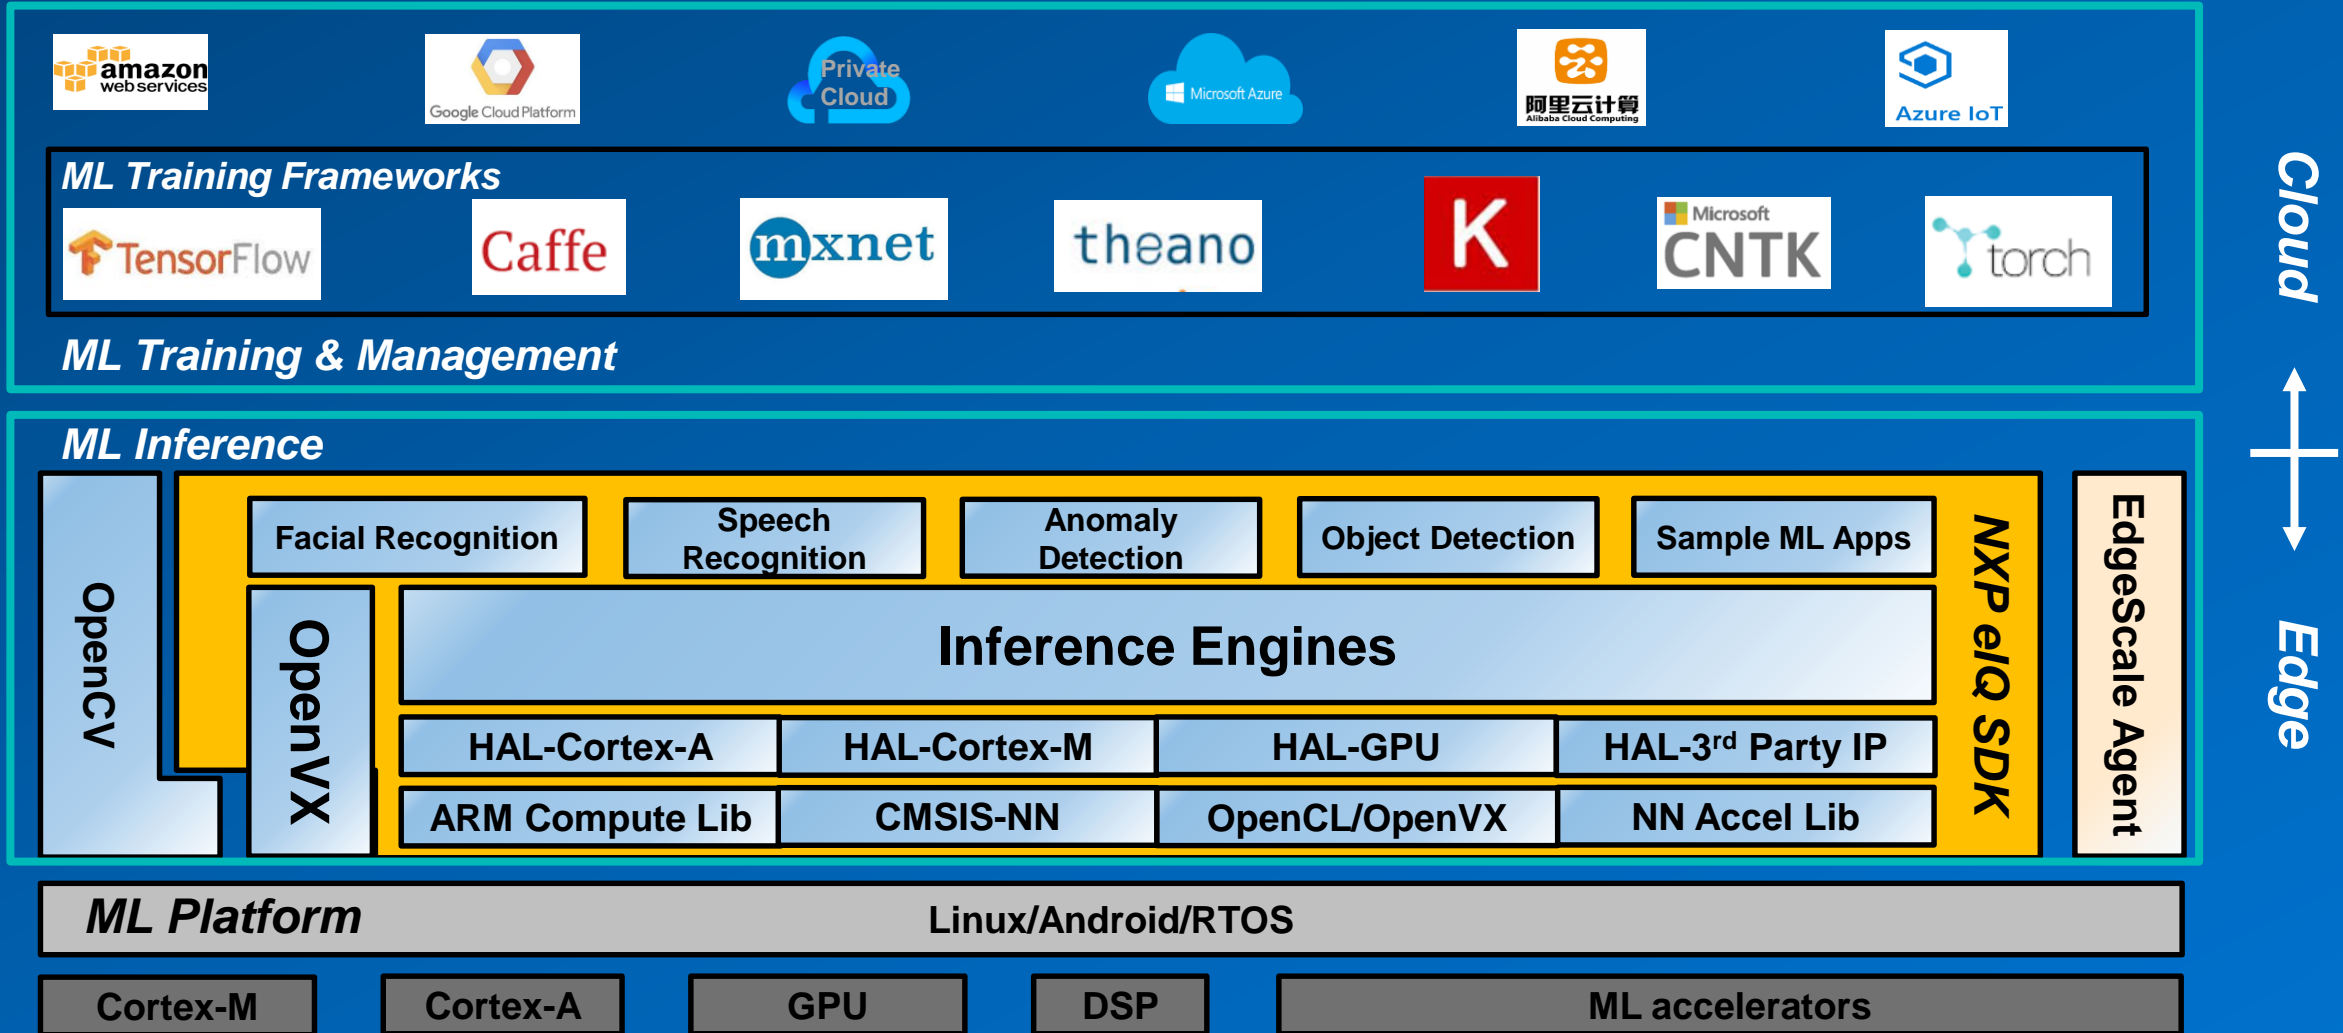 amazon
webservices
Google Cloud Platform
Private
Cloud
Microsoft Azure
阿里云计算
Alibaba Cloud Computing
Azure IoT
ML Training Frameworks
TensorFlow
Caffe
mxnet
theano
K
Microsoft
CNTK
torch
ML Training & Management
Cloud
Edge
ML Inference
OpenCV
Facial Recognition
Speech
Recognition
Anomaly
Detection
Object Detection
Sample ML Apps
NXP eIQ SDK
EdgeScale Agent
OpenVX
Inference Engines
HAL-Cortex-A
HAL-Cortex-M
HAL-GPU
HAL-3rd Party IP
ARM Compute Lib
CMSIS-NN
OpenCL/OpenVX
NN Accel Lib
ML Platform
Linux/Android/RTOS
Cortex-M
Cortex-A
GPU
DSP
ML accelerators